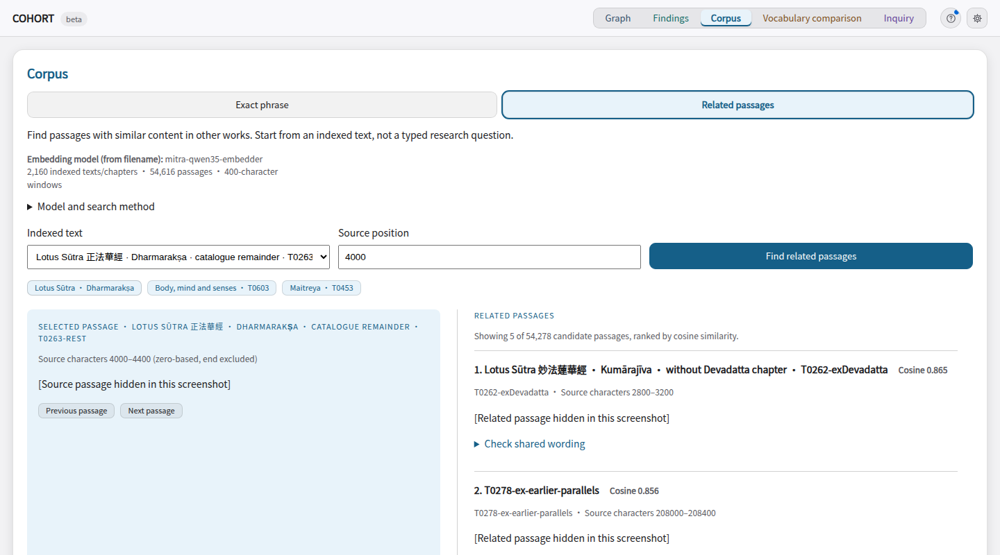 COHORT beta
Graph Findings Corpus Vocabulary comparison Inquiry
Corpus
Exact phrase Related passages
Find passages with similar content in other works. Start from an indexed text, not a typed research question.
Embedding model (from filename): mitra-qwen35-embedder
2,160 indexed texts/chapters · 54,616 passages · 400-character
windows
▶ Model and search method
Indexed text Source position
Lotus Sūtra 正法華經 · Dharmarakṣa · catalogue remainder · T0263 4000 Find related passages
Lotus Sūtra · Dharmarakṣa Body, mind and senses · T0603 Maitreya · T0453
SELECTED PASSAGE · LOTUS SŪTRA 正法華經 · DHARMARAKṢA · CATALOGUE REMAINDER ·
T0263-REST
Source characters 4000–4400 (zero-based, end excluded)
[Source passage hidden in this screenshot]
Previous passage Next passage
RELATED PASSAGES
Showing 5 of 54,278 candidate passages, ranked by cosine similarity.
1. Lotus Sūtra 妙法蓮華經 · Kumārajīva · without Devadatta chapter · T0262-exDevadatta Cosine 0.865
T0262-exDevadatta · Source characters 2800–3200
[Related passage hidden in this screenshot]
▶ Check shared wording
2. T0278-ex-earlier-parallels Cosine 0.856
T0278-ex-earlier-parallels · Source characters 208000–208400
[Related passage hidden in this screenshot]